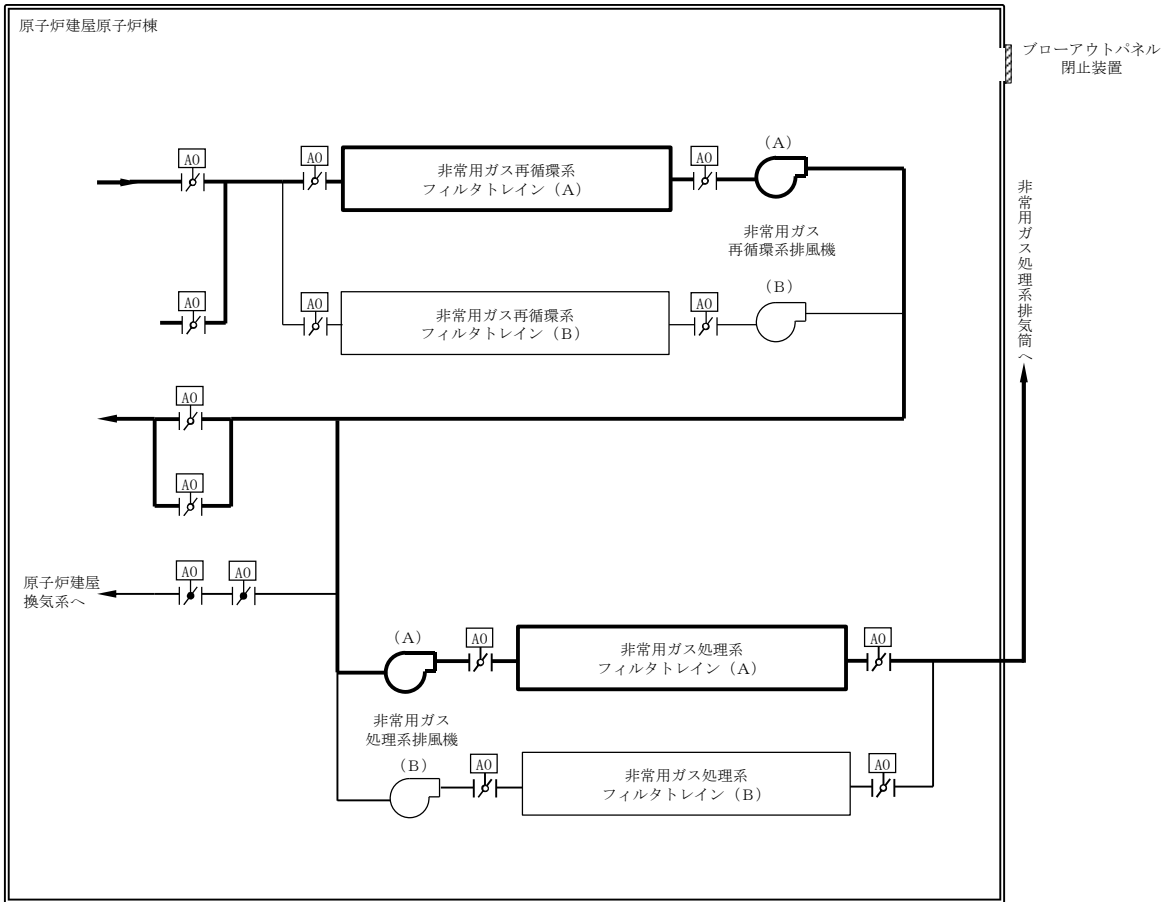 原子炉建屋原子炉棟
ブローアウトパネル
閉止装置
AO
AO
非常用ガス再循環系
フィルタトレイン（A）
AO
（A）
非常用ガス
再循環系排風機
AO
AO
非常用ガス再循環系
フィルタトレイン（B）
AO
（B）
非常用ガス処理系排気筒へ
AO
AO
原子炉建屋
換気系へ
AO
AO
（A）
AO
非常用ガス処理系
フィルタトレイン（A）
AO
非常用ガス
処理系排風機
（B）
AO
非常用ガス処理系
フィルタトレイン（B）
AO